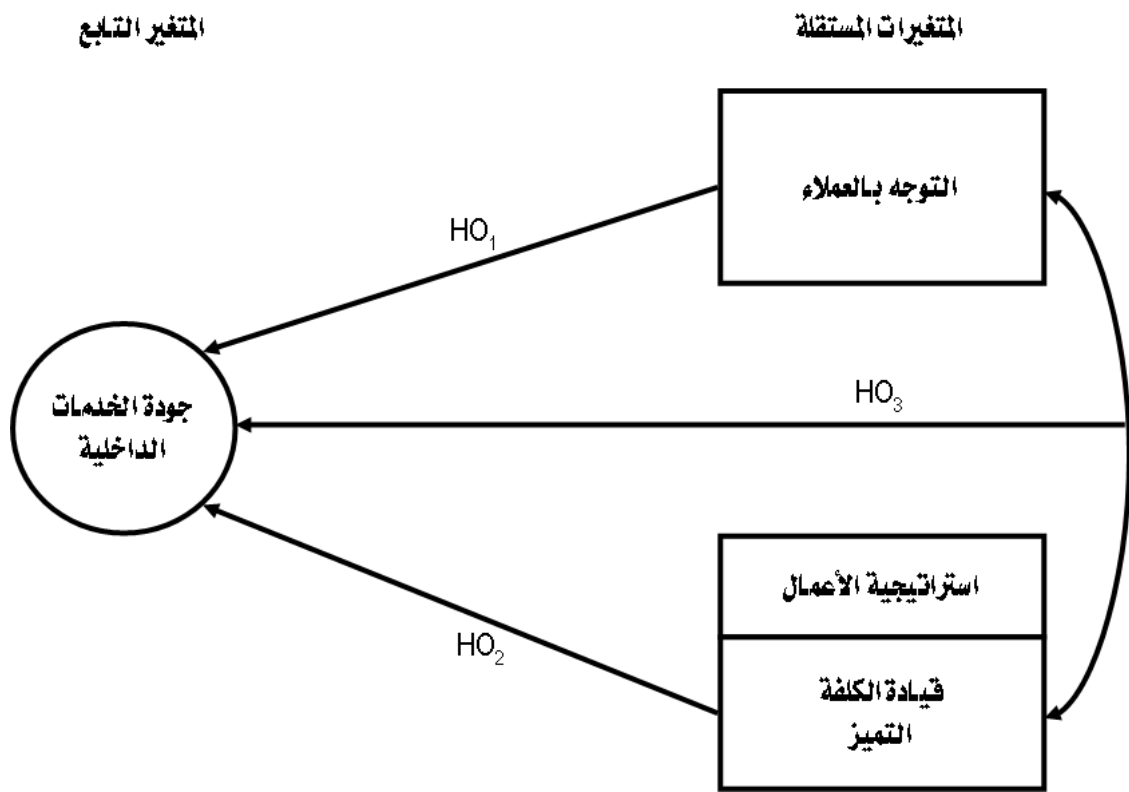 المتغيرات المستقلة
المتغير التابع
التوجه بالعملاء
HO₁
HO₃
جودة الخدمات
الداخلية
استراتيجية الأعمال
HO₂
قيادة الكلفة
التميز